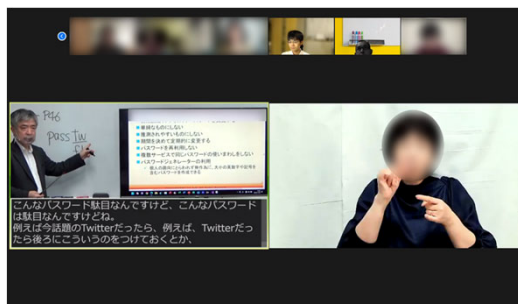 P46
pass tw
■単純なものにしない
■推測されやすいものにしない
■期間を決めて定期的に変更する
■パスワードを再利用しない
■複数サービスで同じパスワードの使いまわしをしない
■パスワードジェネレーターの利用
こんなパスワード駄目なんですけど、こんなパスワード
は駄目なんですけどね。
例えば今話題のTwitterだったら、例えば、Twitterだっ
たら後ろにこういうのをつけておくとか、